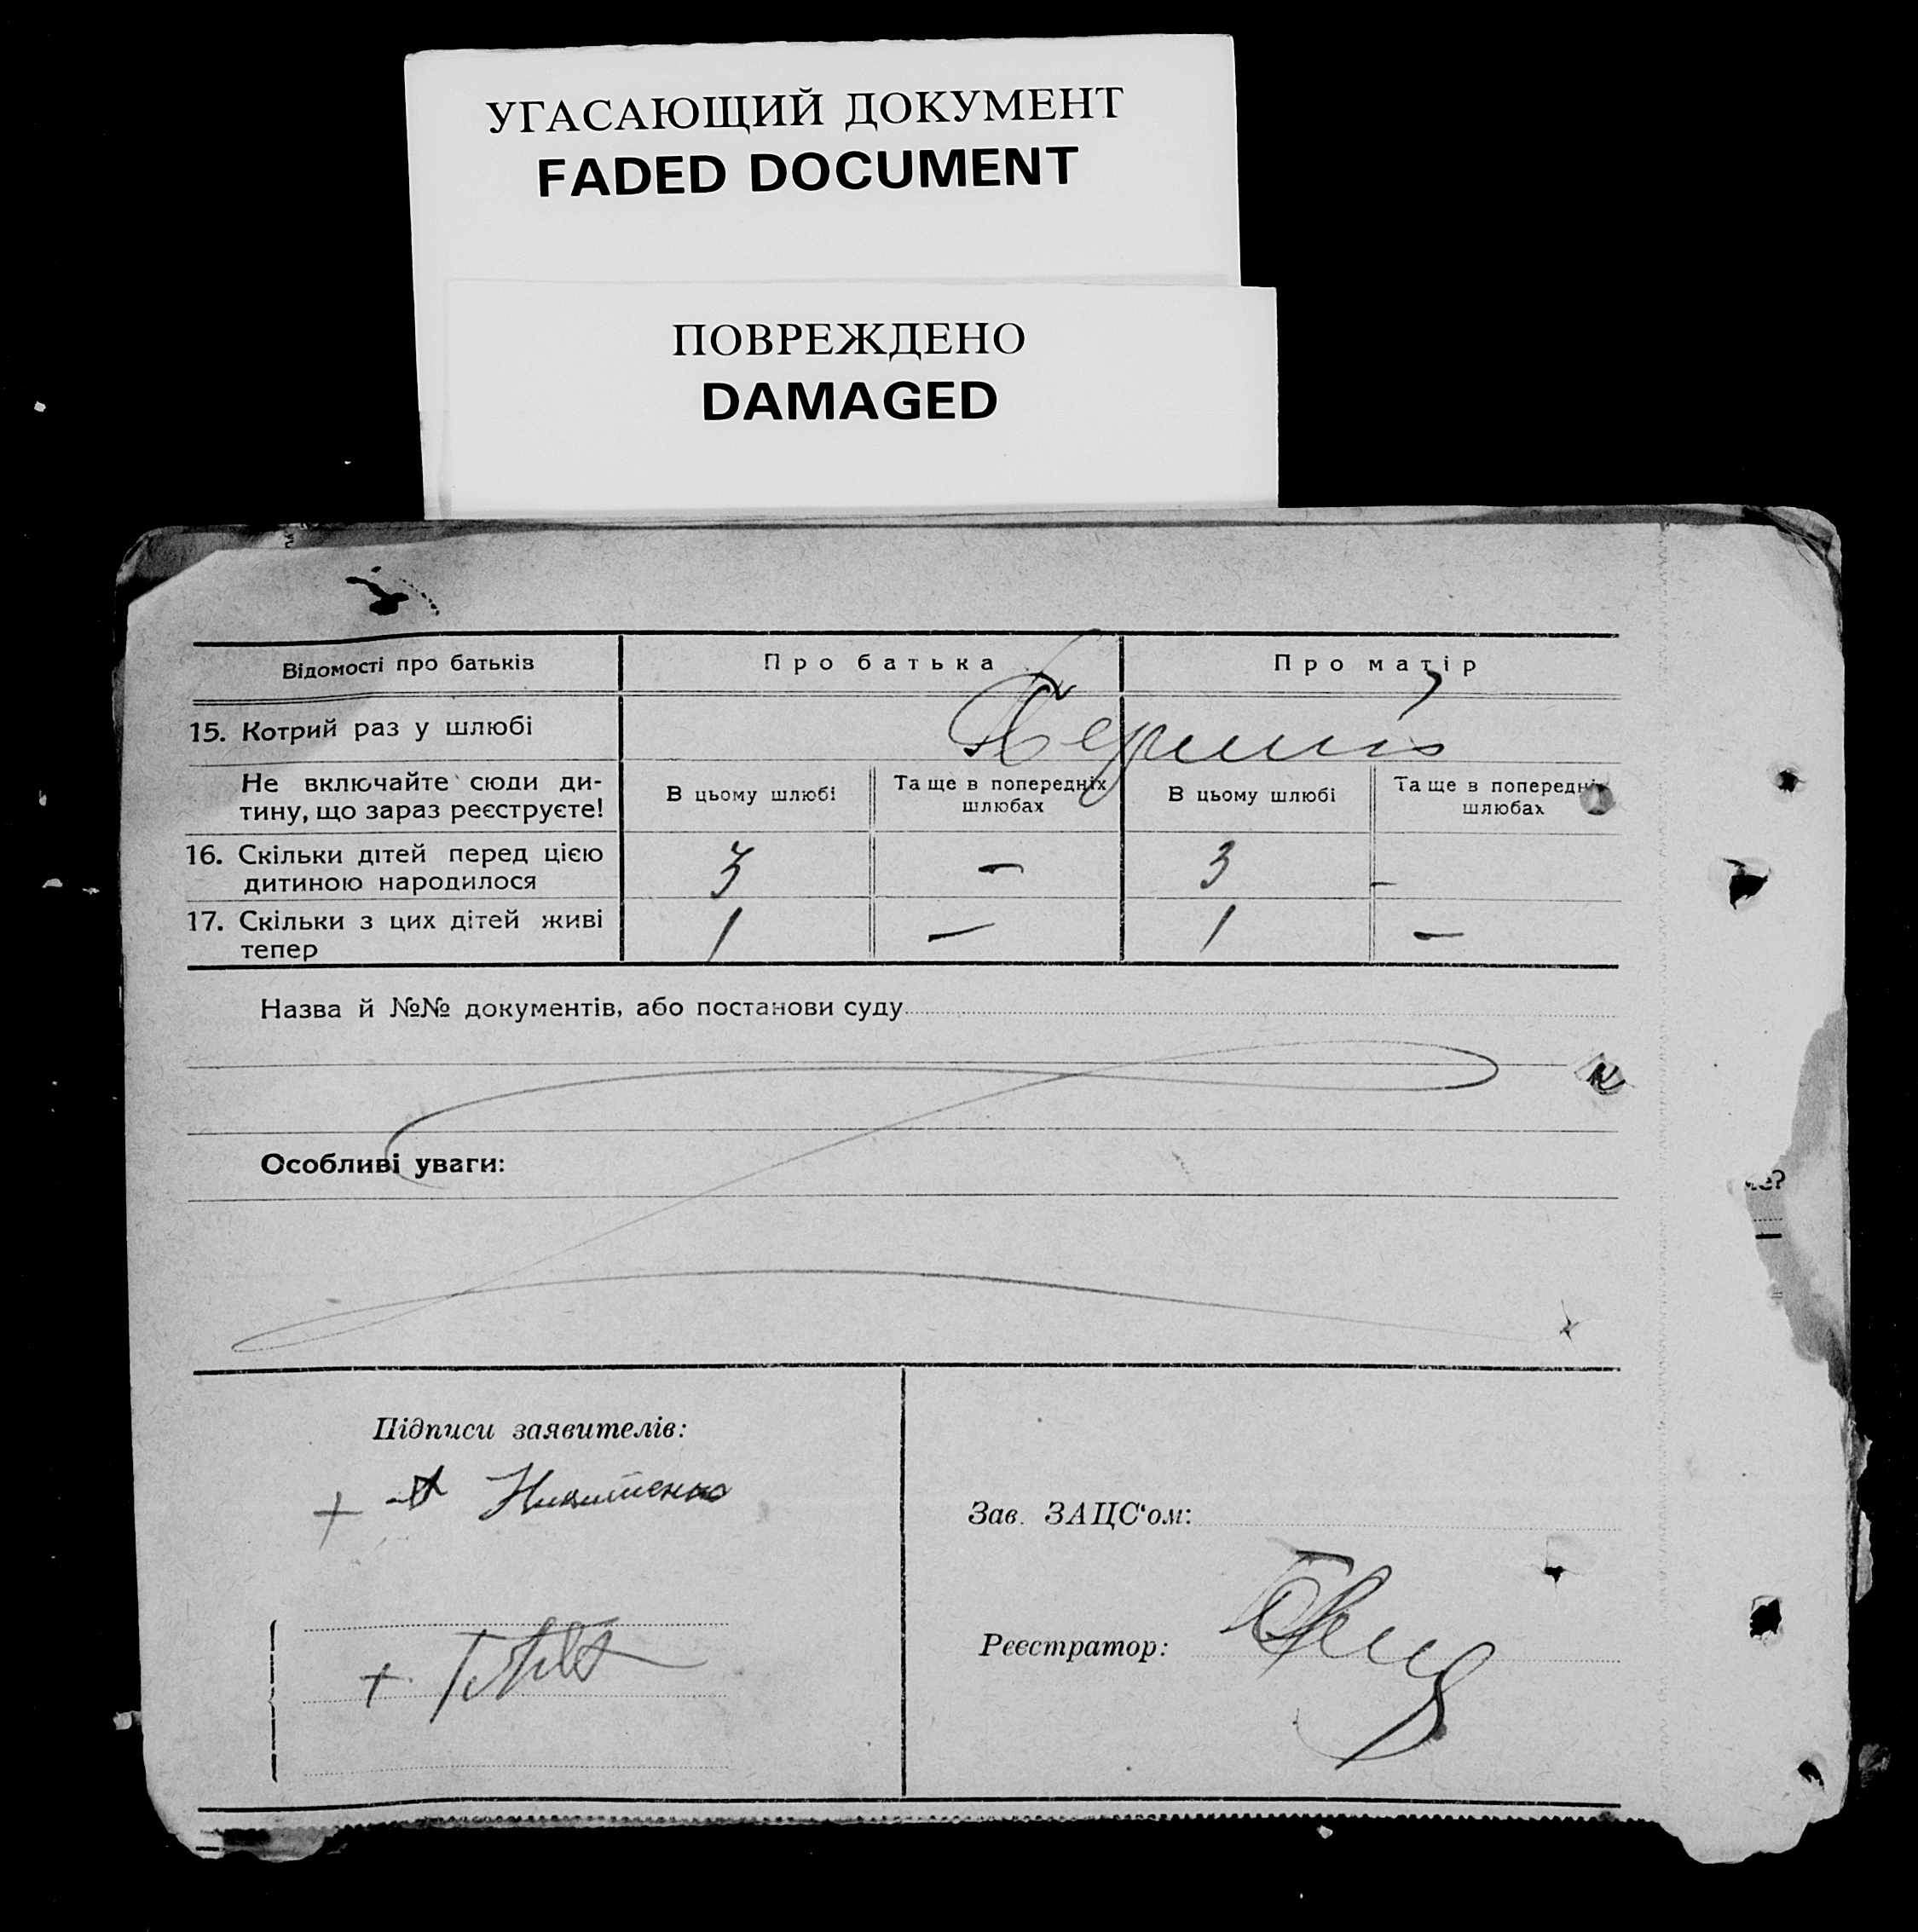 УГАСАЮЩИЙ ДОКУМЕНТ
FADED DOCUMENT
ПОВРЕЖДЕНО
DAMAGED
Відомості про батьків
Про батька
Про матір
15. Котрий раз у шлюбі
Не включайте сюди ди-
тину, що зараз реєструєте!
В цьому шлюбі
Та ще в попередніх
шлюбах
В цьому шлюбі
Та ще в попередніх
шлюбах
16. Скільки дітей перед цією
дитиною народилося
3
—
3
—
17. Скільки з цих дітей живі
тепер
1
—
1
—
Назва й №№ документів, або постанови суду
Особливі уваги:
Підписи заявителів:
+ Никитенко
+
Зав. ЗАЦС‘ом:
Реєстратор: